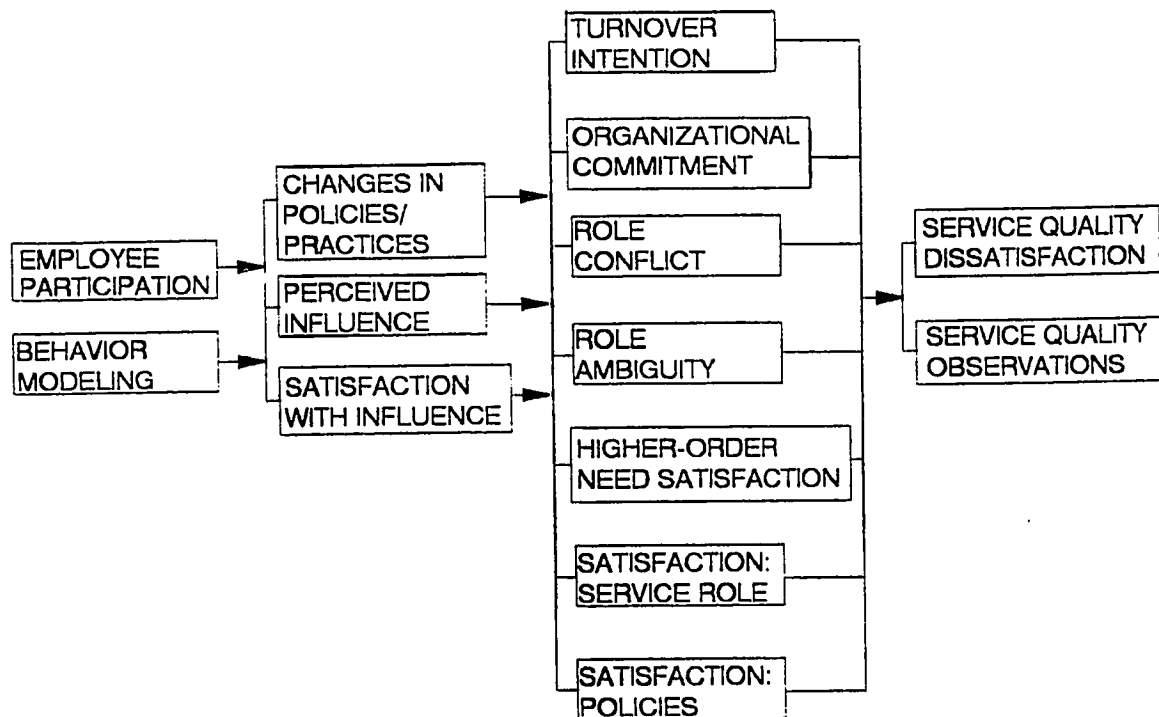 EMPLOYEE
PARTICIPATION
BEHAVIOR
MODELING
CHANGES IN
POLICIES/
PRACTICES
PERCEIVED
INFLUENCE
SATISFACTION
WITH INFLUENCE
TURNOVER
INTENTION
ORGANIZATIONAL
COMMITMENT
ROLE
CONFLICT
ROLE
AMBIGUITY
HIGHER-ORDER
NEED SATISFACTION
SATISFACTION:
SERVICE ROLE
SATISFACTION:
POLICIES
SERVICE QUALITY
DISSATISFACTION
SERVICE QUALITY
OBSERVATIONS